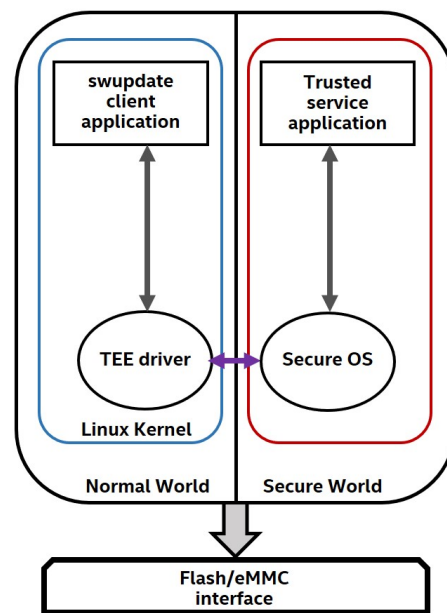 swupdate
client
application
Trusted
service
application
TEE driver
Secure OS
Linux Kernel
Normal World
Secure World
Flash/eMMC
interface